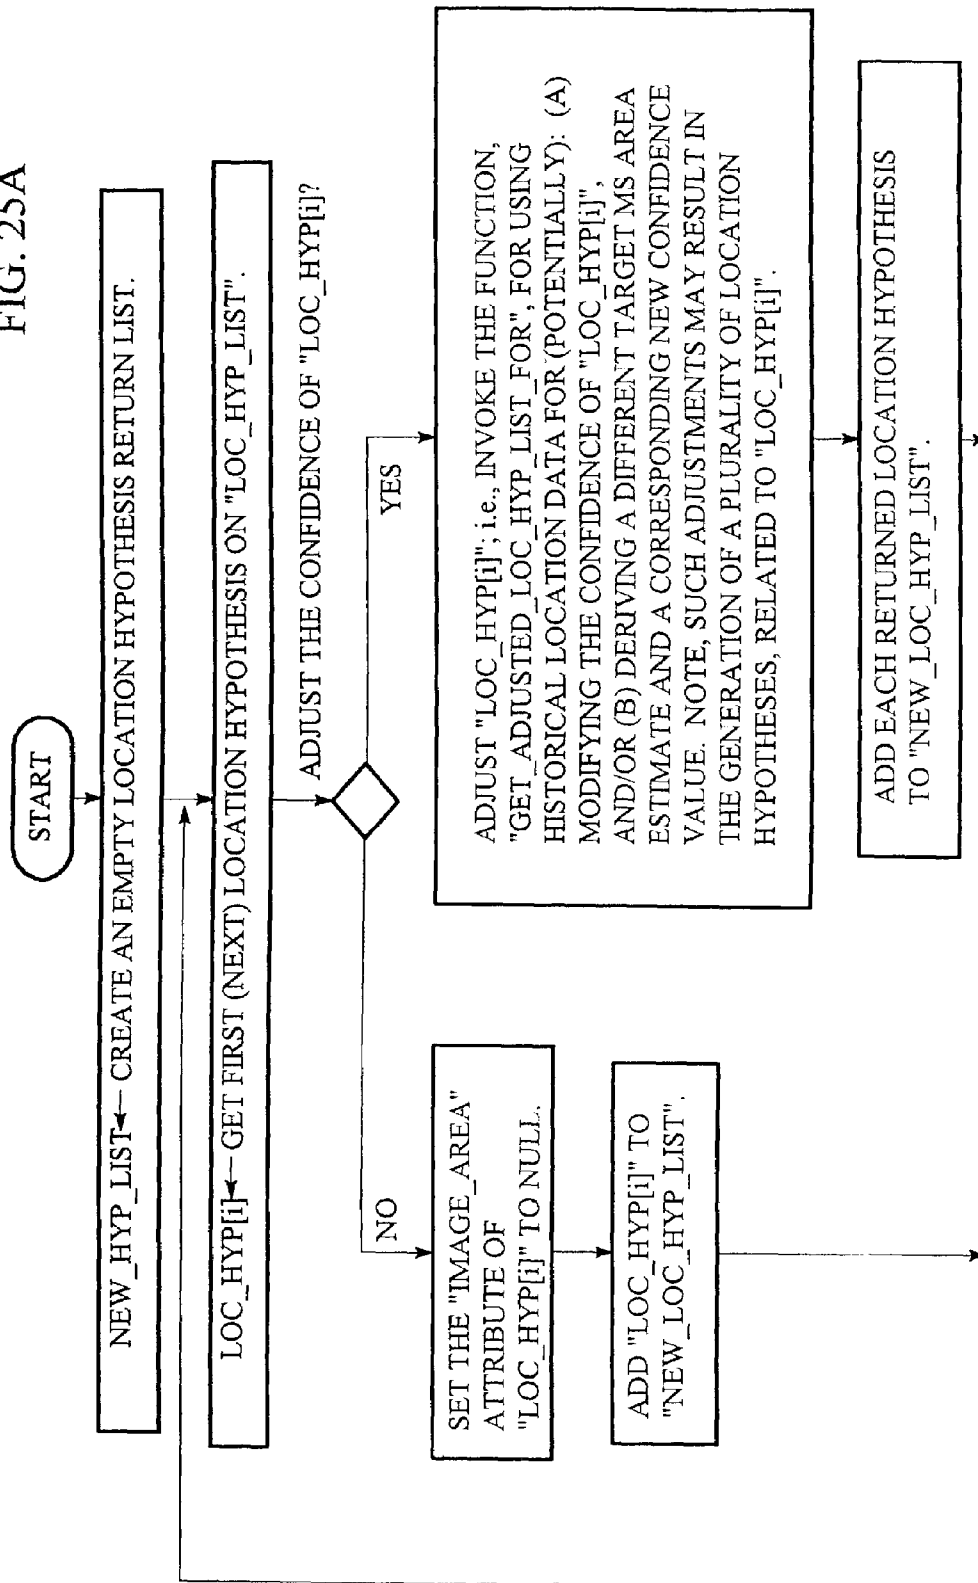 FIG. 25A
START
NEW_HYP_LIST ← CREATE AN EMPTY LOCATION HYPOTHESIS RETURN LIST.
LOC_HYP[i] ← GET FIRST (NEXT) LOCATION HYPOTHESIS ON "LOC_HYP_LIST".
ADJUST THE CONFIDENCE OF "LOC_HYP[i]?
NO
YES
SET THE "IMAGE_AREA"
ATTRIBUTE OF
"LOC_HYP[i]" TO NULL.
ADD "LOC_HYP[i]" TO
"NEW_LOC_HYP_LIST".
ADJUST "LOC_HYP[i]"; i.e., INVOKE THE FUNCTION,
"GET_ADJUSTED_LOC_HYP_LIST_FOR", FOR USING
HISTORICAL LOCATION DATA FOR (POTENTIALLY): (A)
MODIFYING THE CONFIDENCE OF "LOC_HYP[i]",
AND/OR (B) DERIVING A DIFFERENT TARGET MS AREA
ESTIMATE AND A CORRESPONDING NEW CONFIDENCE
VALUE. NOTE, SUCH ADJUSTMENTS MAY RESULT IN
THE GENERATION OF A PLURALITY OF LOCATION
HYPOTHESES, RELATED TO "LOC_HYP[i]".
ADD EACH RETURNED LOCATION HYPOTHESIS
TO "NEW_LOC_HYP_LIST".